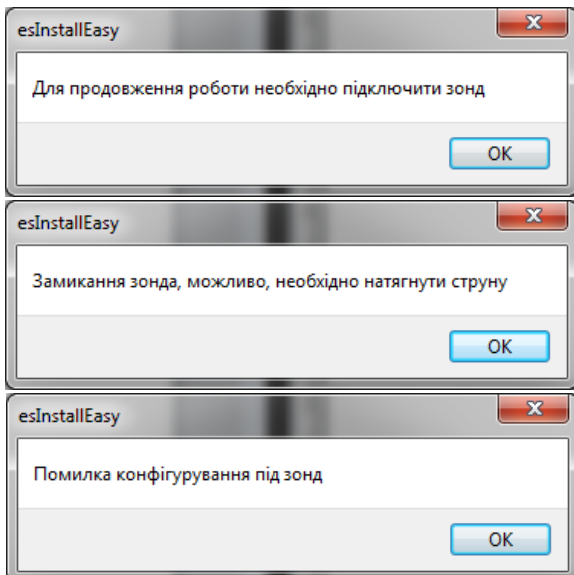 esInstallEasy
Для продовження роботи необхідно підключити зонд
OK
esInstallEasy
Замикання зонда, можливо, необхідно натягнути струну
OK
esInstallEasy
Помилка конфігурування під зонд
OK